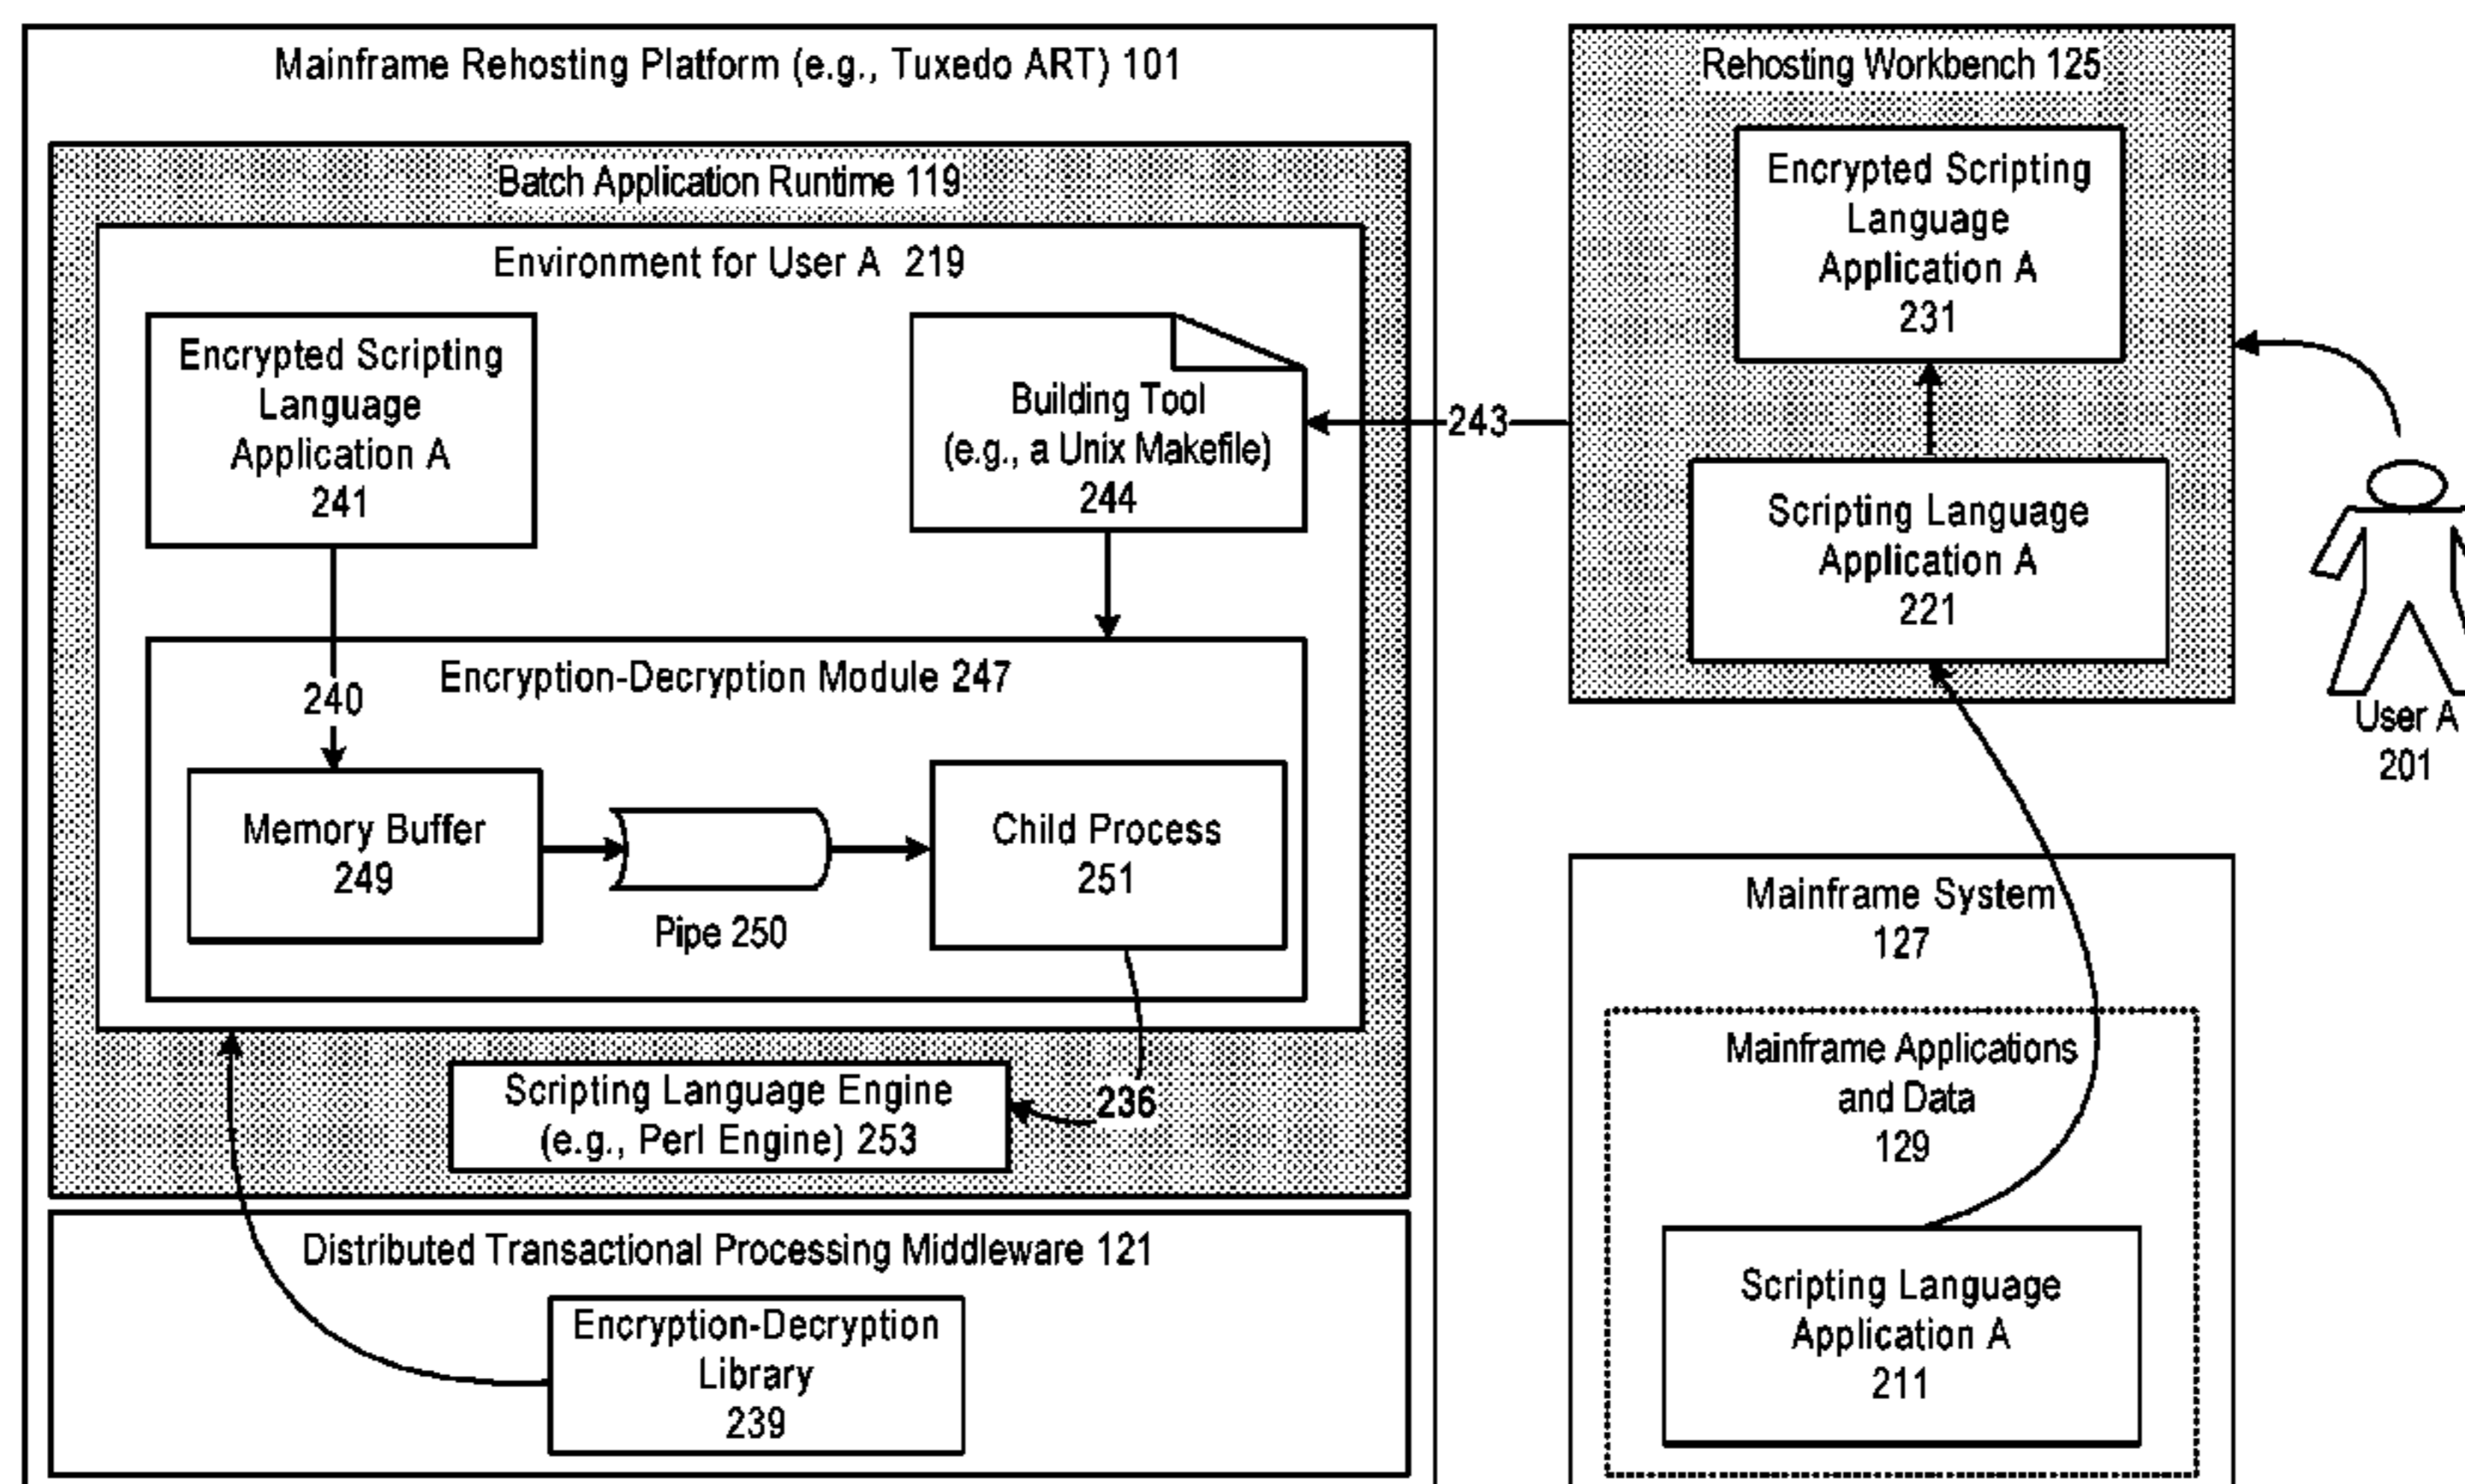 Mainframe Rehosting Platform (e.g., Tuxedo ART) 101
Batch Application Runtime 119
Environment for User A 219
Encrypted Scripting
Language
Application A
241
Building Tool
(e.g., a Unix Makefile)
244
243
Encryption-Decryption Module 247
240
Memory Buffer
249
Pipe 250
Child Process
251
236
Scripting Language Engine
(e.g., Perl Engine) 253
Distributed Transactional Processing Middleware 121
Encryption-Decryption
Library
239
Rehosting Workbench 125
Encrypted Scripting
Language
Application A
231
Scripting Language
Application A
221
User A
201
Mainframe System
127
Mainframe Applications
and Data
129
Scripting Language
Application A
211